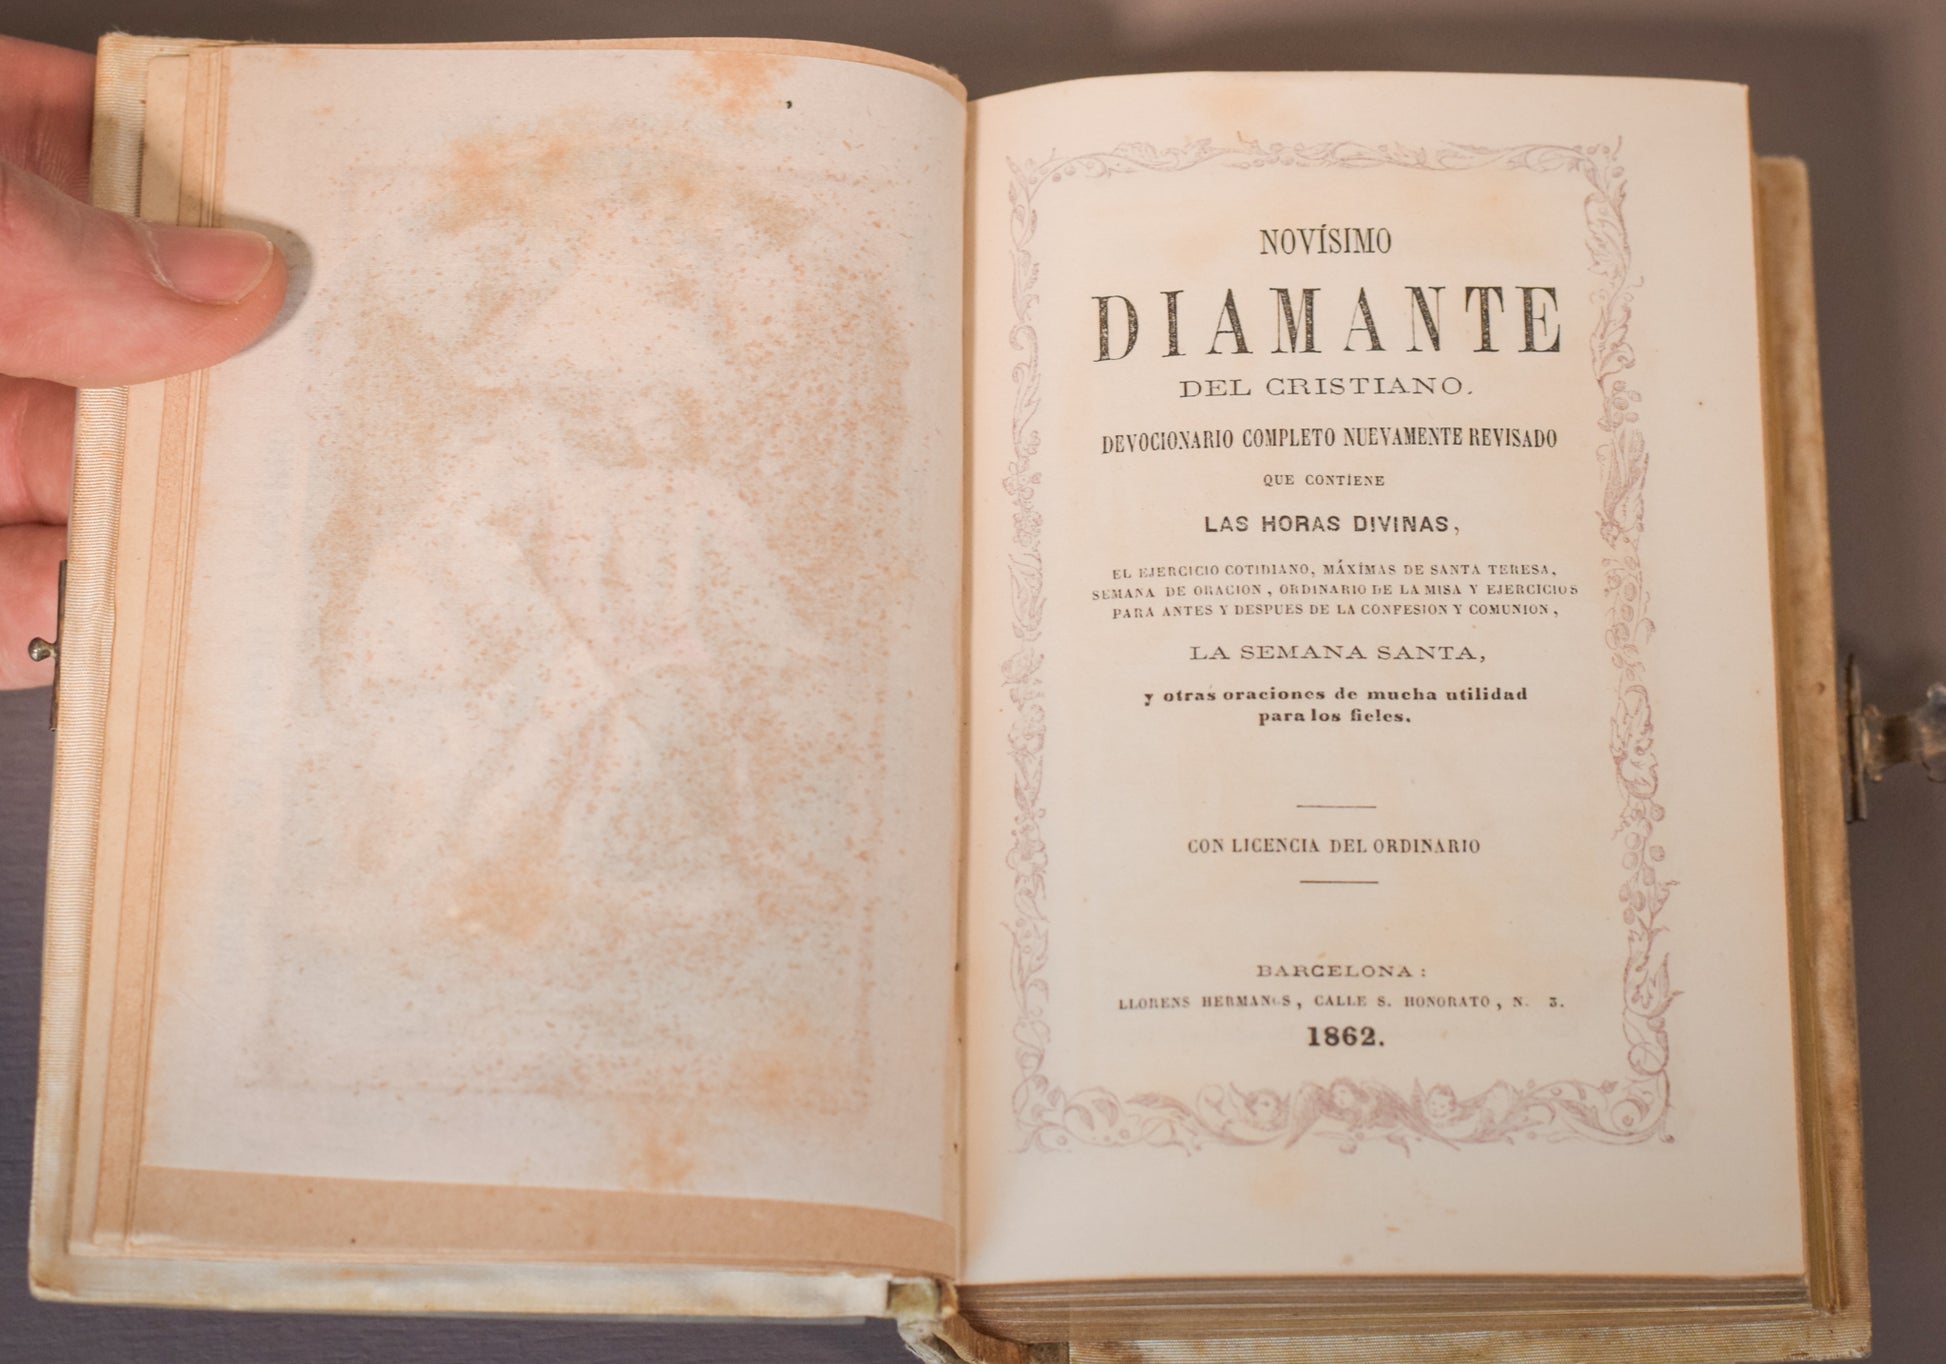 NOVÍSIMO
DIAMANTE
DEL CRISTIANO.
DEVOCIONARIO COMPLETO NUEVAMENTE REVISADO
QUE CONTIENE
LAS HORAS DIVINAS,
EL EJERCICIO COTIDIANO, MÁXIMAS DE SANTA TERESA,
SEMANA DE ORACION, ORDINARIO DE LA MISA Y EJERCICIOS
PARA ANTES Y DESPUES DE LA CONFESION Y COMUNION,
LA SEMANA SANTA,
y otras oraciones de mucha utilidad
para los fieles.
CON LICENCIA DEL ORDINARIO
BARCELONA:
LLORENS HERMANOS, CALLE S. HONORATO, N. 3.
1862.